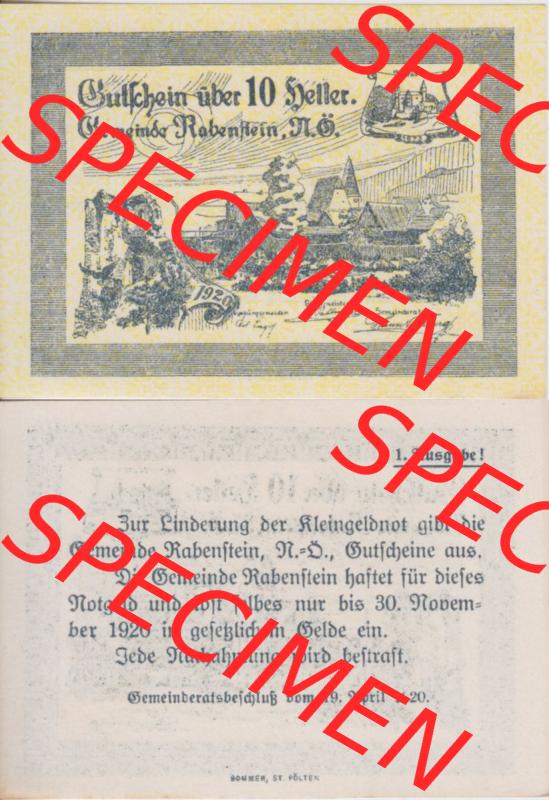 Gutschein über 10 Heller.
Gemeinde Rabenstein, N.Ö.
1920
SPECIMEN
SPEC
1. Ausgabe!
Zur Linderung der Kleingeldnot gibt die
Gemeinde Rabenstein, N.=Ö., Gutscheine aus.
Die Gemeinde Rabenstein haftet für dieses
Notgeld und löst selbes nur bis 30. Novem=
ber 1920 in gesetzlichem Gelde ein.
Jede Nachahmung wird bestraft.
Gemeinderatsbeschluß vom 19. April 1920.
SPECIMEN
SPEC
SOMMER, ST. PÖLTEN